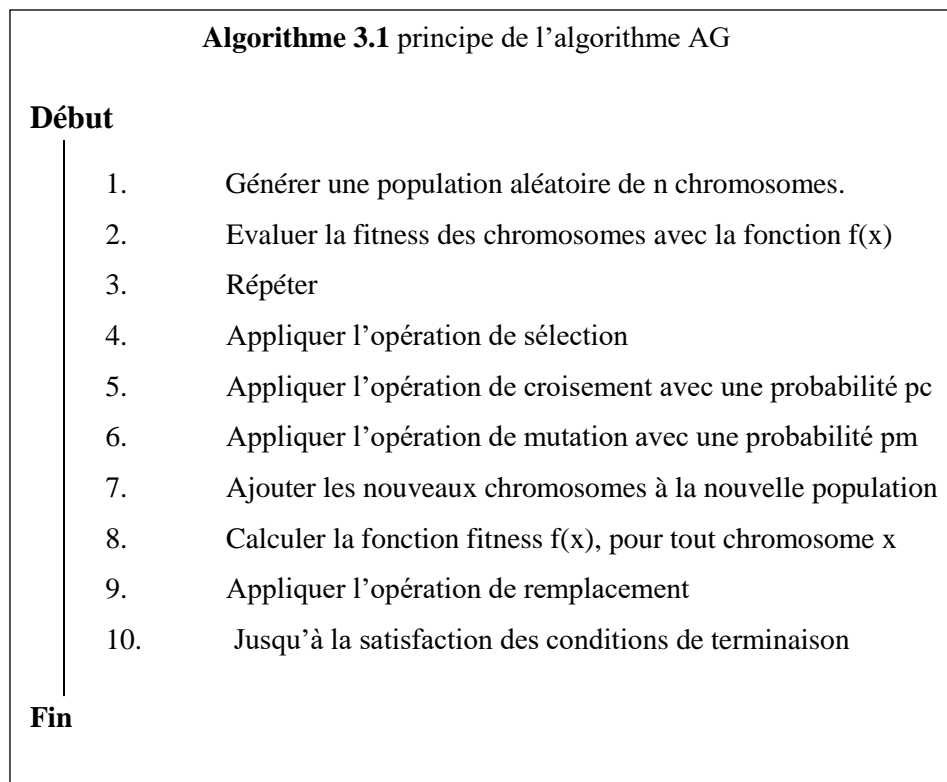 Algorithme 3.1 principe de l’algorithme AG
Début
1. Générer une population aléatoire de n chromosomes.
2. Evaluer la fitness des chromosomes avec la fonction f(x)
3. Répéter
4. Appliquer l’opération de sélection
5. Appliquer l’opération de croisement avec une probabilité pc
6. Appliquer l’opération de mutation avec une probabilité pm
7. Ajouter les nouveaux chromosomes à la nouvelle population
8. Calculer la fonction fitness f(x), pour tout chromosome x
9. Appliquer l’opération de remplacement
10. Jusqu’à la satisfaction des conditions de terminaison
Fin